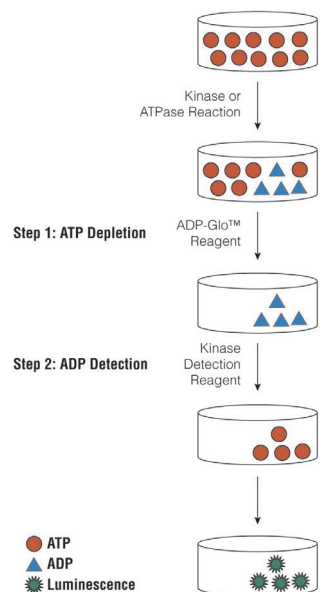 Kinase or
ATPase Reaction
Step 1: ATP Depletion
ADP-Glo™
Reagent
Step 2: ADP Detection
Kinase
Detection
Reagent
ATP
ADP
Luminescence